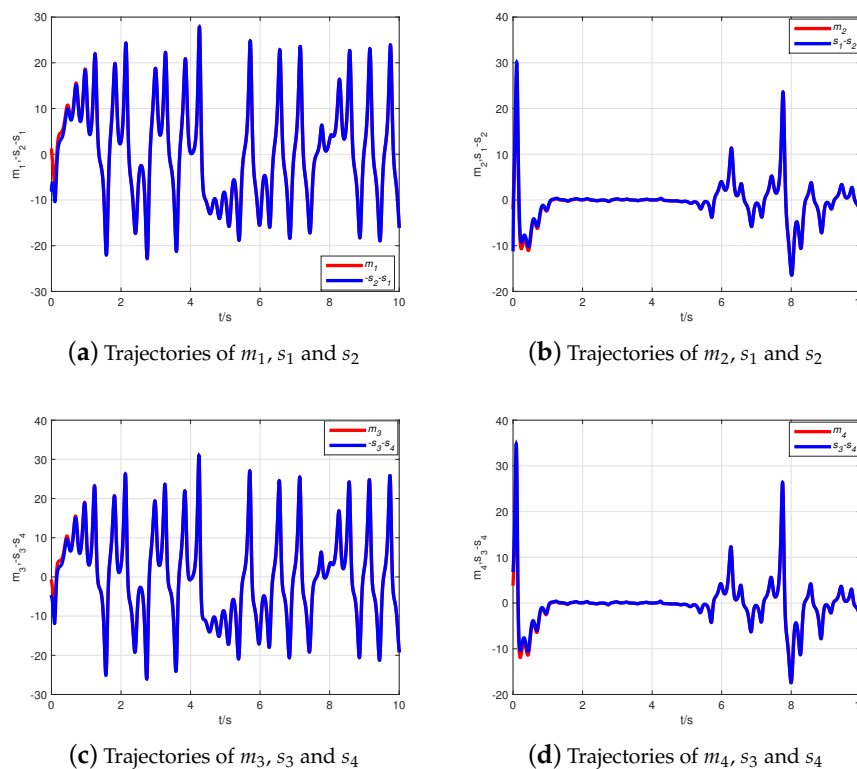 30
20
10
0
-10
-20
-30
m1,-s2-s1
0 2 4 6 8 10
t/s
m1
-s2-s1
(a) Trajectories of m1, s1 and s2
40
30
20
10
0
-10
-20
m2,s1-s2
0 2 4 6 8 10
t/s
m2
s1-s2
(b) Trajectories of m2, s1 and s2
40
30
20
10
0
-10
-20
-30
m3,-s3-s4
0 2 4 6 8 10
t/s
m3
-s3-s4
(c) Trajectories of m3, s3 and s4
40
30
20
10
0
-10
-20
m4,s3-s4
0 2 4 6 8
t/s
m4
s3-s4
(d) Trajectories of m4, s3 and s4